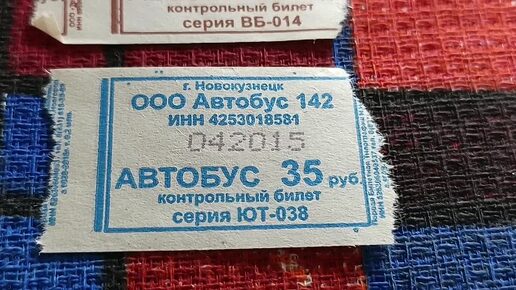 контрольный билет
серия ВБ-014
г. Новокузнецк
ООО Автобус 142
ИНН 4253018581
042015
АВТОБУС 35 руб.
контрольный билет
серия ЮТ-038